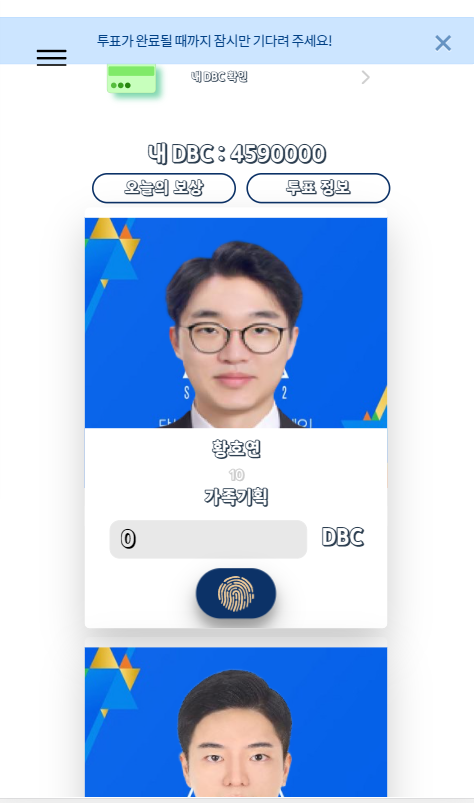 투표가 완료될 때까지 잠시만 기다려 주세요!
내 DBC 확인
내 DBC : 4590000
오늘의 보상 투표 정보
황호연
10
가족기획
0 DBC